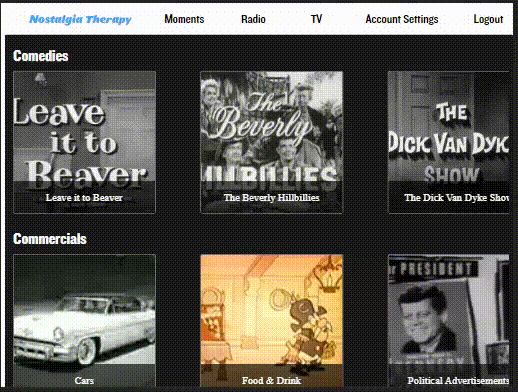 Nostalgia Therapy Moments Radio TV Account Settings Logout
Comedies
Leave
it to
Beaver
Leave it to Beaver
The
Beverly
HILLBILLIES
The Beverly Hillbillies
THE
DICK VAN DYK
SHOW
The Dick Van Dyke Show
Commercials
Cars
Food & Drink
PRESIDENT
Political Advertisements